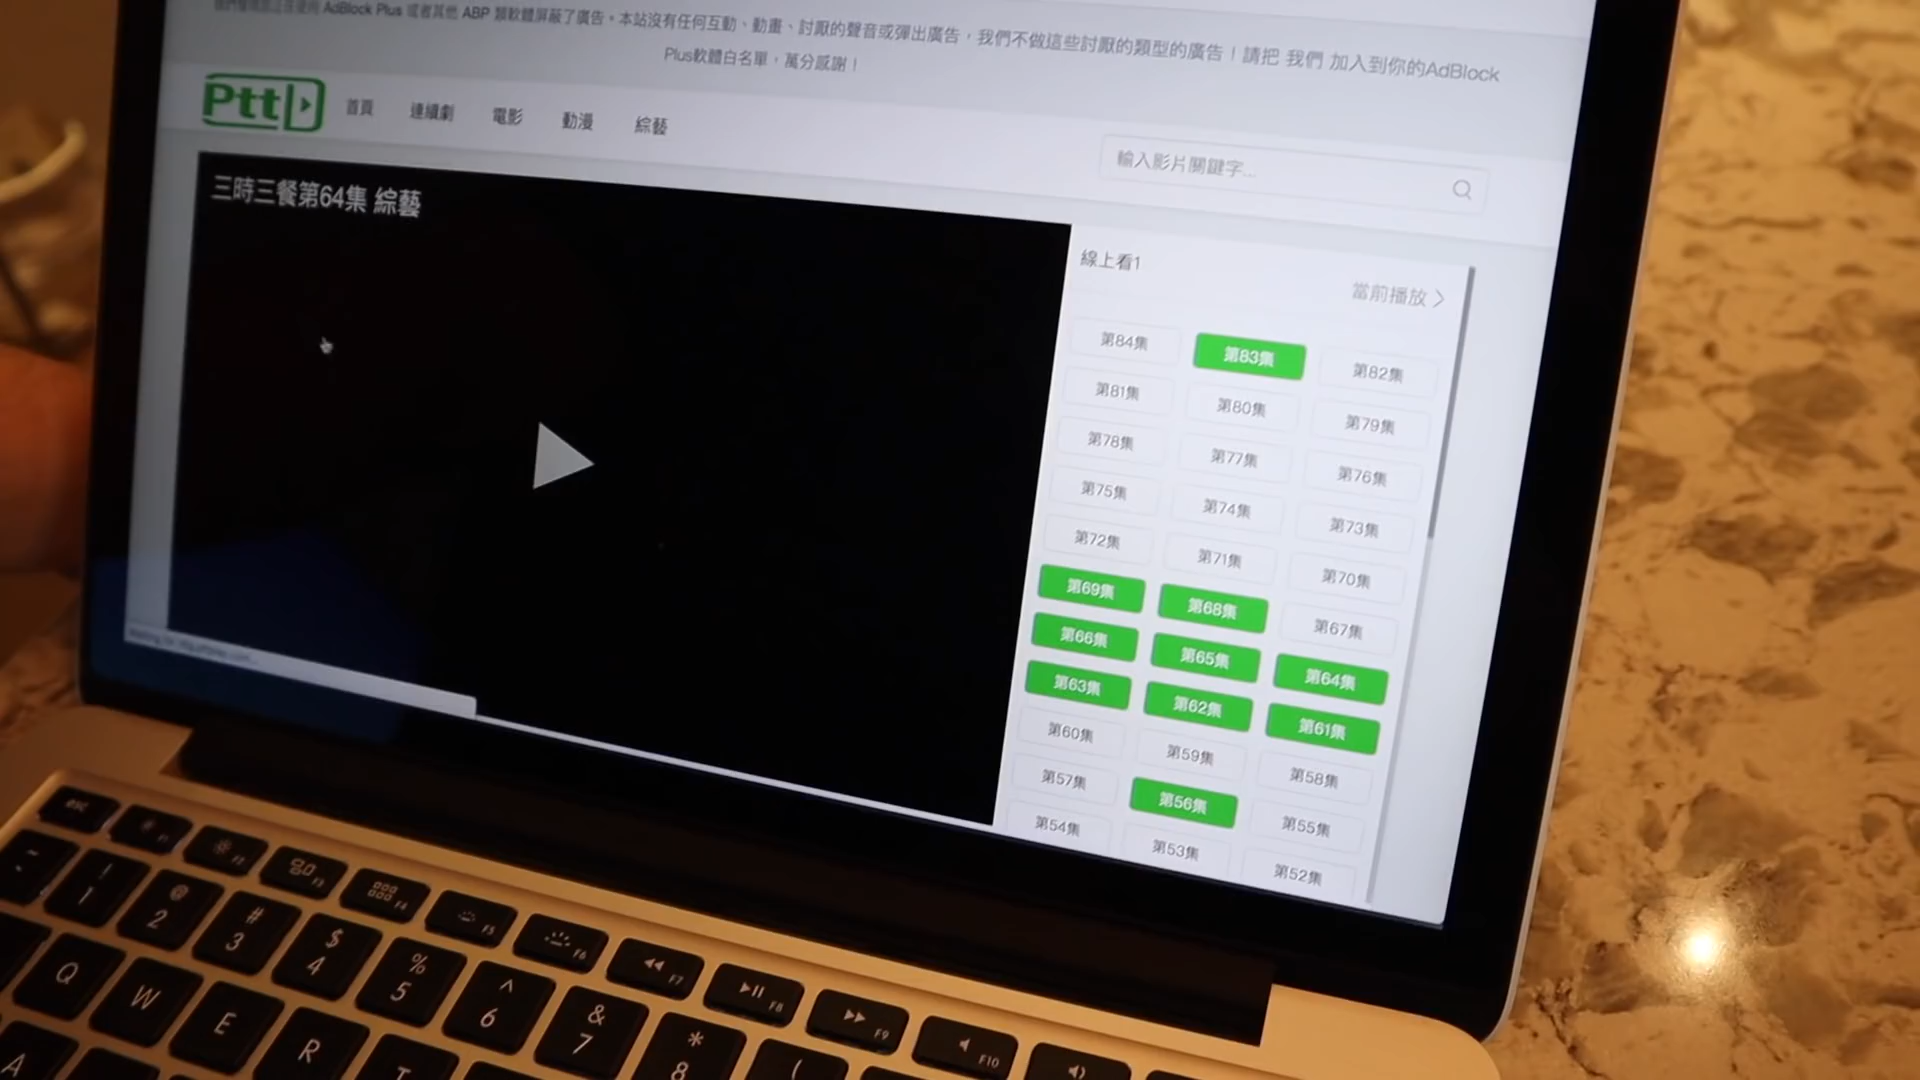 AdBlock Plus 或者其他 ABP 類軟體屏蔽了廣告。本站沒有任何互動、動畫、討厭的聲音或彈出廣告，我們不做這些討厭的類型的廣告！請把 我們 加入到你的AdBlock
Plus軟體白名單，萬分感謝！
Ptt 首頁 連續劇 電影 動漫 綜藝
輸入影片關鍵字...
三時三餐第64集 綜藝
線上看1
當前播放
第84集 第83集 第82集
第81集 第80集 第79集
第78集 第77集 第76集
第75集 第74集 第73集
第72集 第71集 第70集
第69集 第68集 第67集
第66集 第65集 第64集
第63集 第62集 第61集
第60集 第59集 第58集
第57集 第56集 第55集
第54集 第53集 第52集
esc F1 F2 F3 F4 F5 F6 F7 F8 F9 F10
~ ! 1 @ 2 # 3 $ 4 % 5 ^ 6 & 7 * 8 (
Q W E R T
A